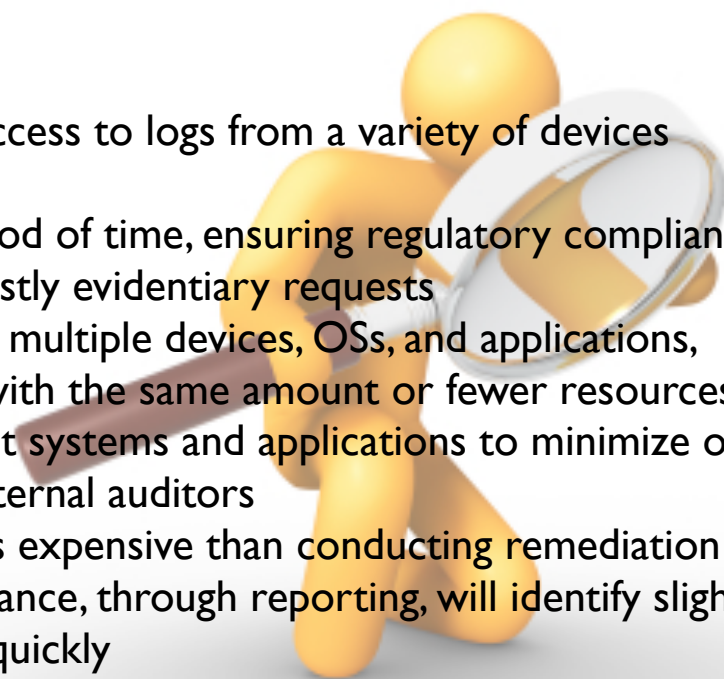 ccess to logs from a variety of devices
od of time, ensuring regulatory complian
stly evidentiary requests
multiple devices, OSs, and applications,
with the same amount or fewer resources
t systems and applications to minimize o
ternal auditors
s expensive than conducting remediation
ance, through reporting, will identify sligh
quickly